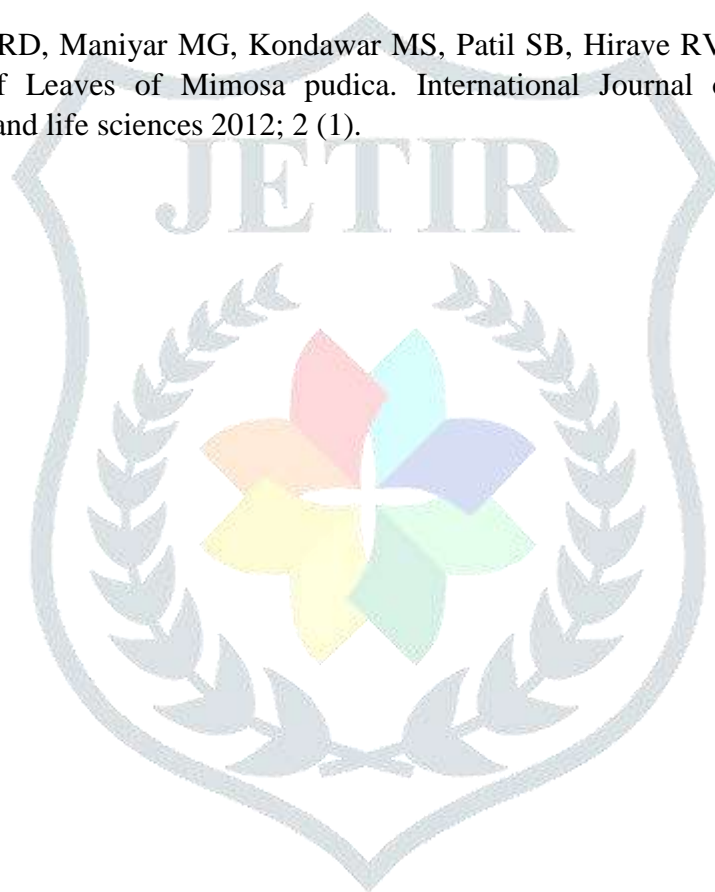 RD, Maniyar MG, Kondawar MS, Patil SB, Hirave RV
f Leaves of Mimosa pudica. International Journal
and life sciences 2012; 2 (1).
JETIR